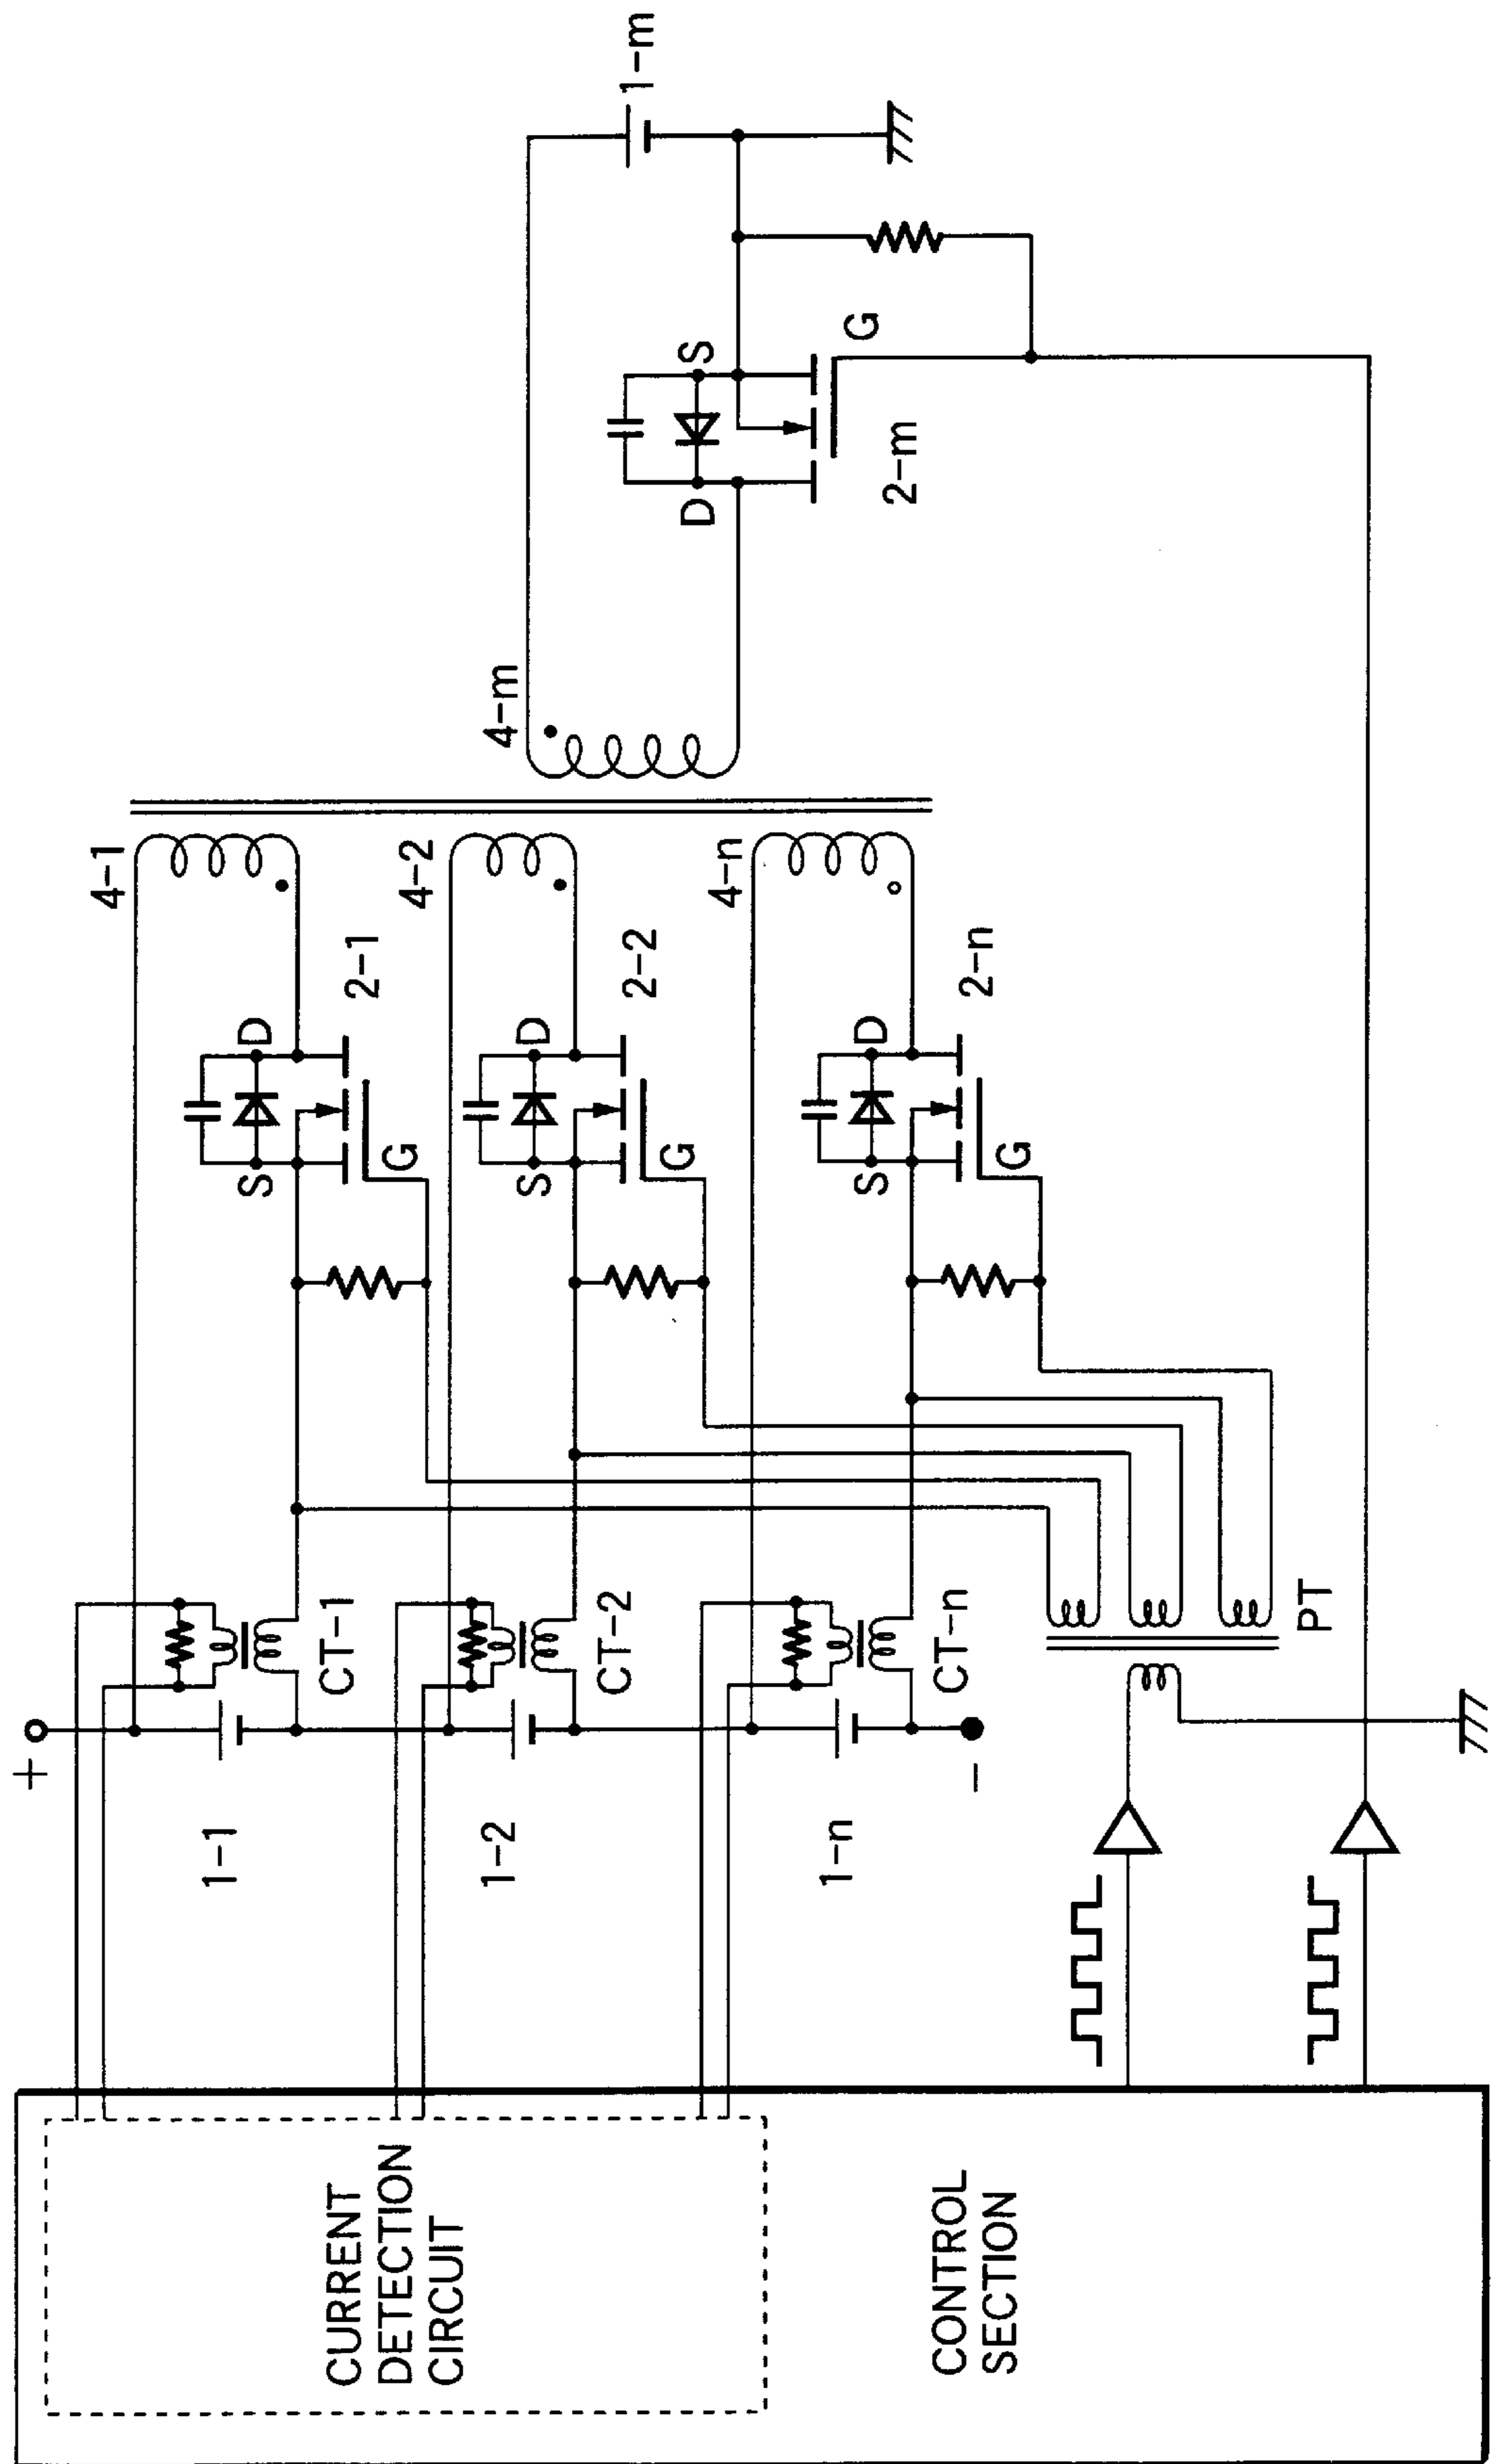 CURRENT
DETECTION
CIRCUIT
CONTROL
SECTION
+
1-1
1-2
1-n
-
CT-1
CT-2
CT-n
PT
S
D
G
2-1
S
D
G
2-2
S
D
G
2-n
4-1
4-2
4-n
4-m
D
S
G
2-m
1-m